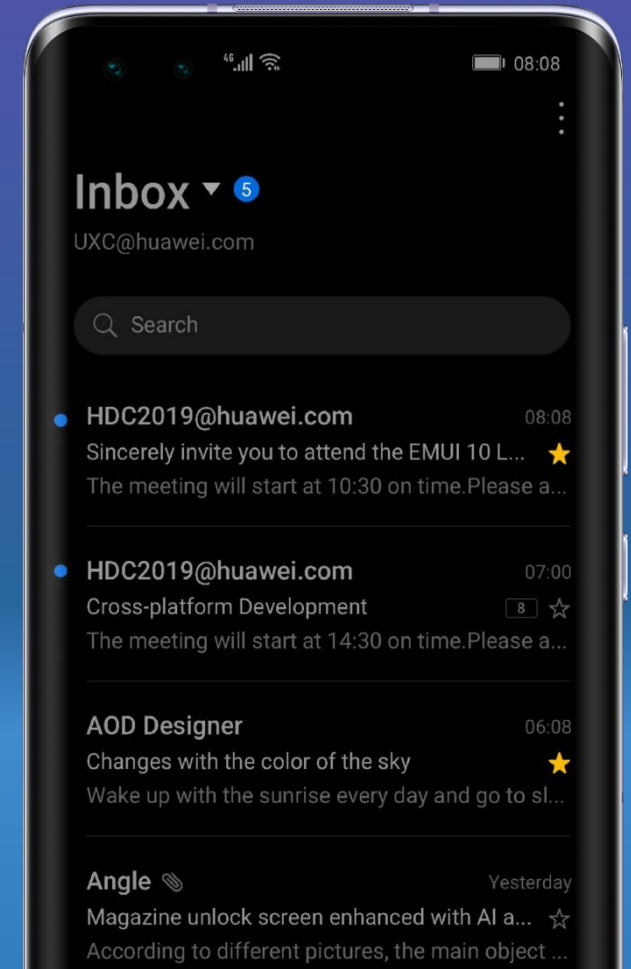 4G 08:08
Inbox 5
UXC@huawei.com
Search
HDC2019@huawei.com 08:08
Sincerely invite you to attend the EMUI 10 L...
The meeting will start at 10:30 on time.Please a...
HDC2019@huawei.com 07:00
Cross-platform Development 8
The meeting will start at 14:30 on time.Please a...
AOD Designer 06:08
Changes with the color of the sky
Wake up with the sunrise every day and go to sl...
Angle Yesterday
Magazine unlock screen enhanced with AI a...
According to different pictures, the main object ...